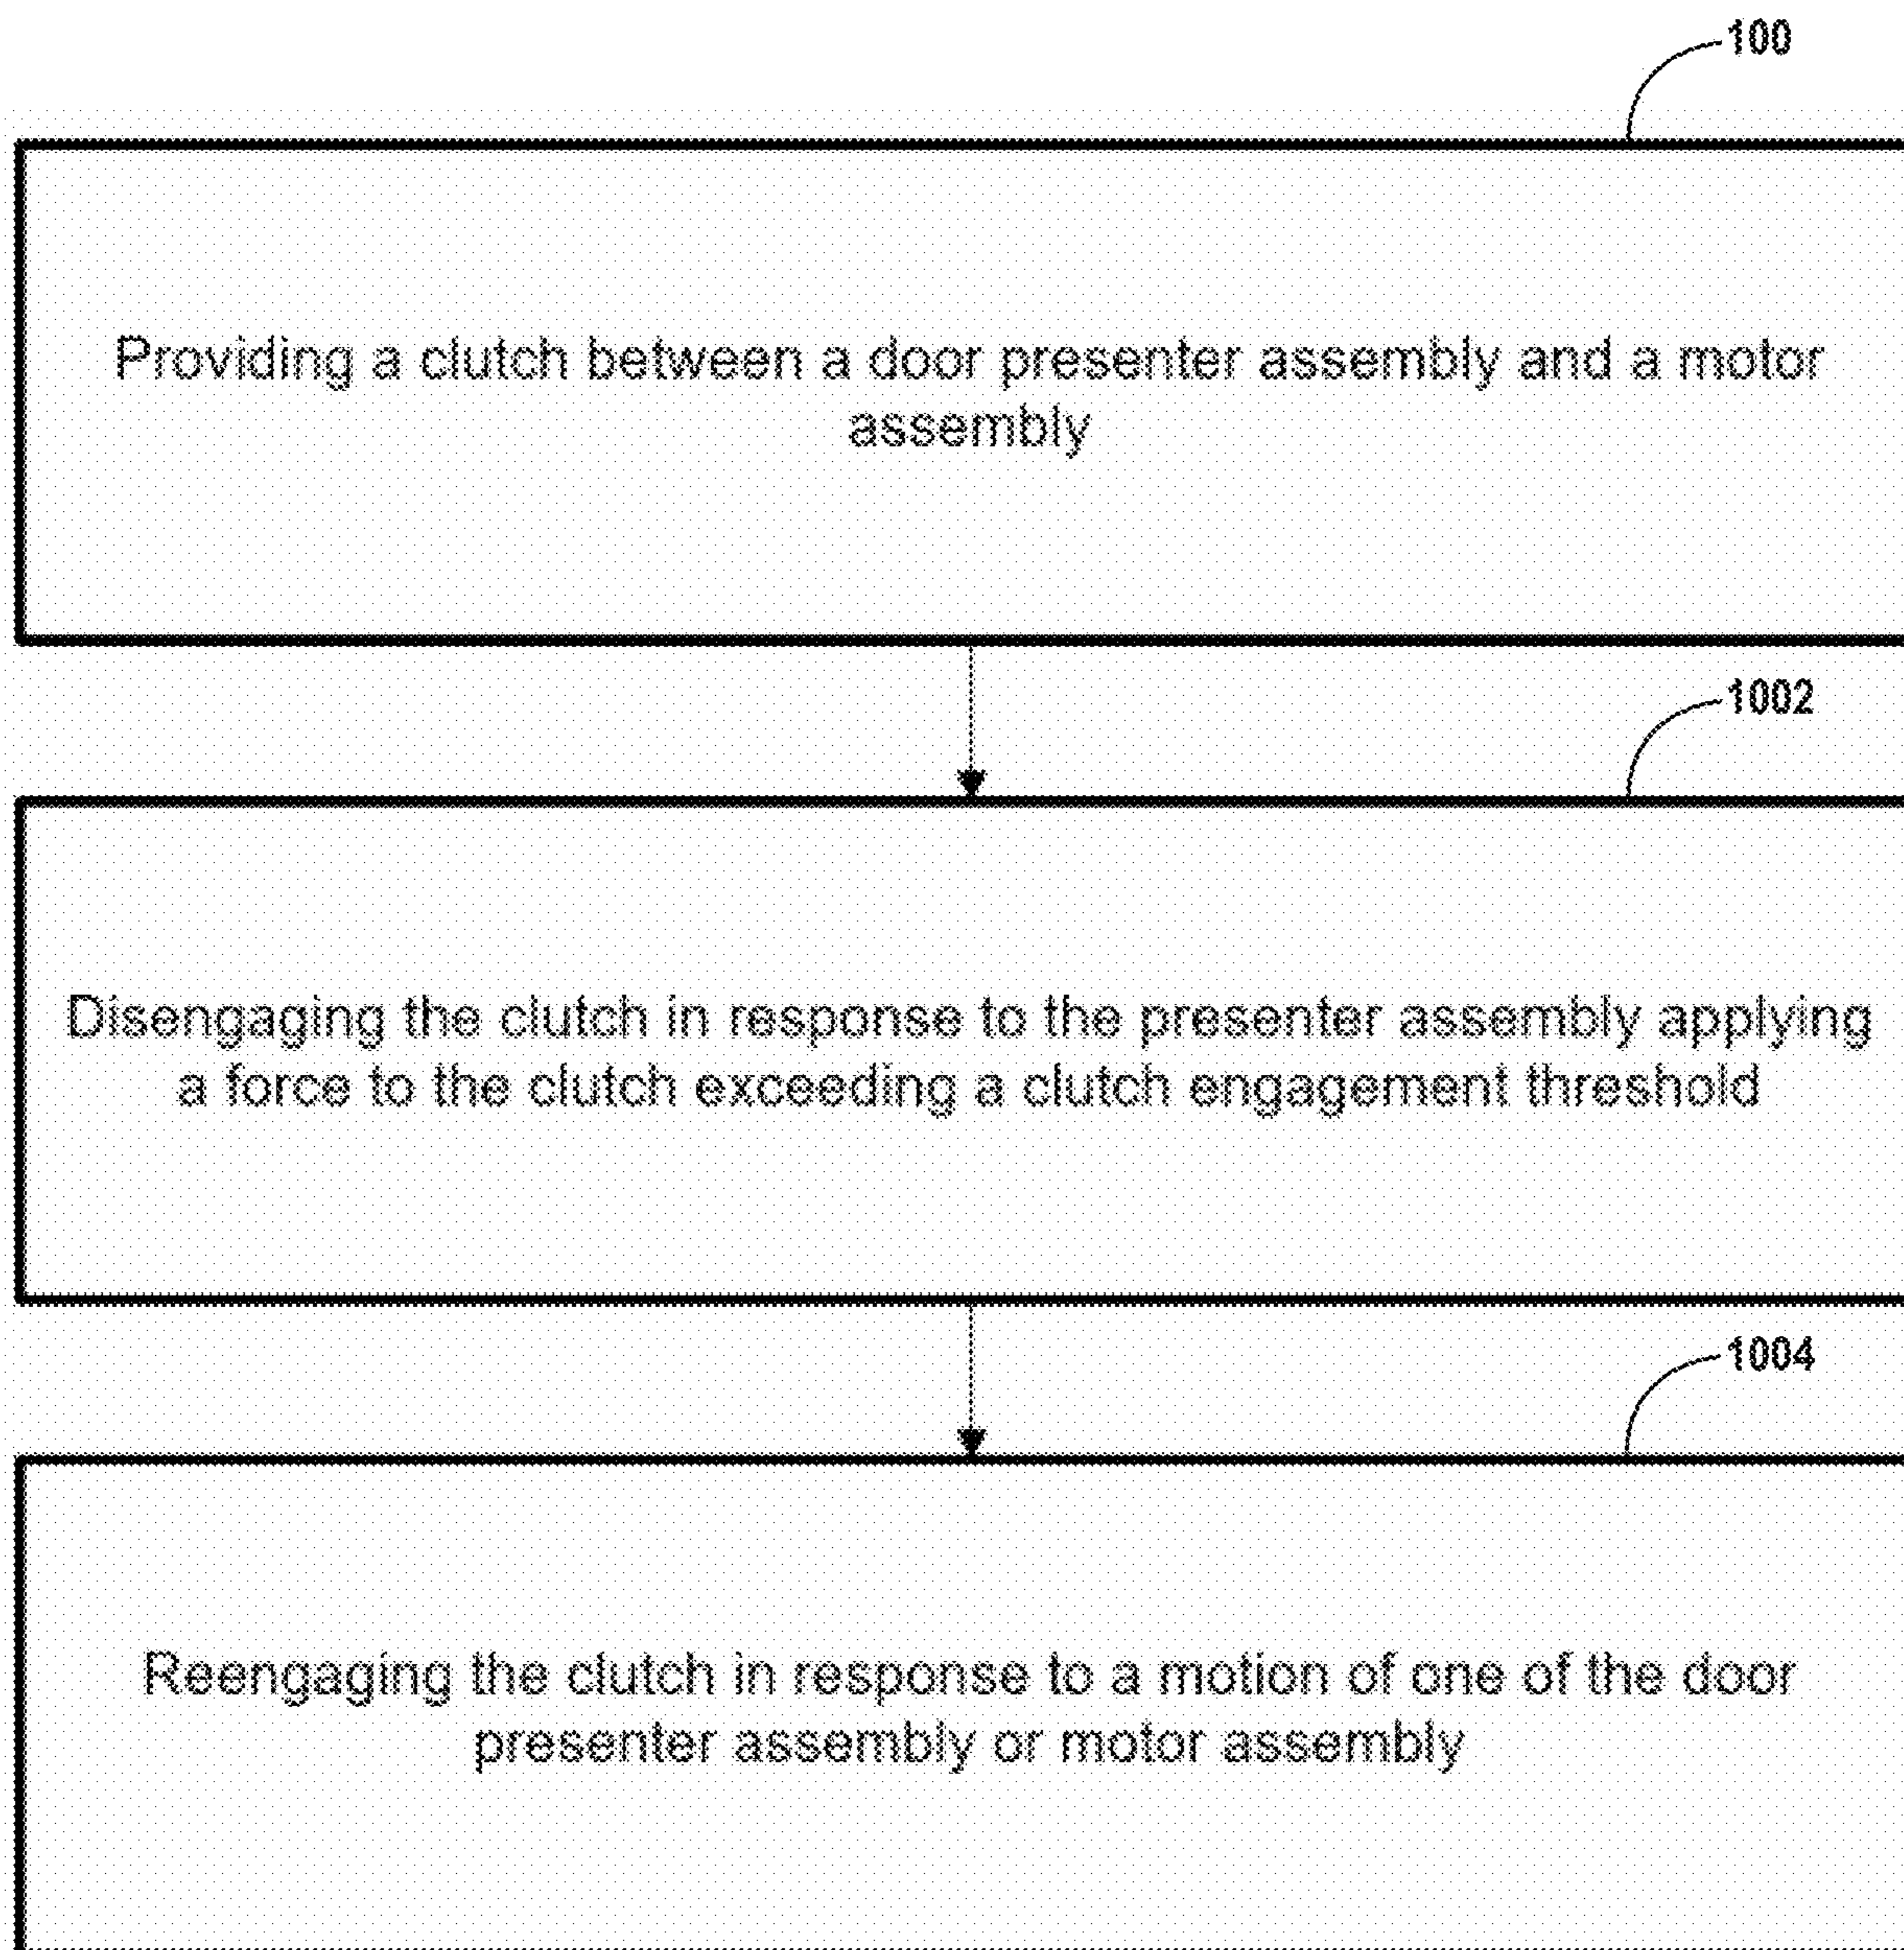 100
Providing a clutch between a door presenter assembly and a motor
assembly
1002
Disengaging the clutch in response to the presenter assembly applying
a force to the clutch exceeding a clutch engagement threshold
1004
Reengaging the clutch in response to a motion of one of the door
presenter assembly or motor assembly